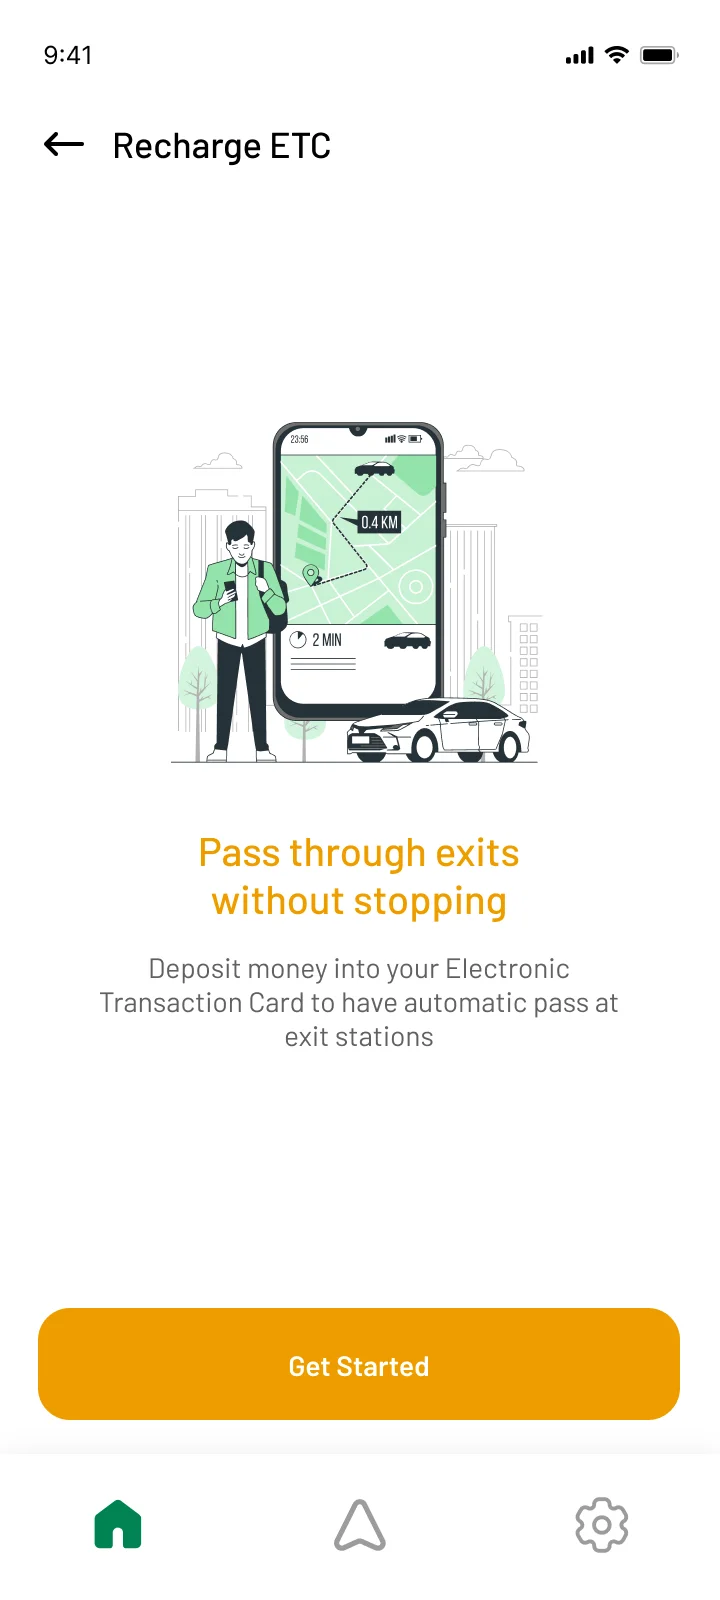 9:41
Recharge ETC
23:56
0.4 KM
2 MIN
Pass through exits
without stopping
Deposit money into your Electronic
Transaction Card to have automatic pass at
exit stations
Get Started